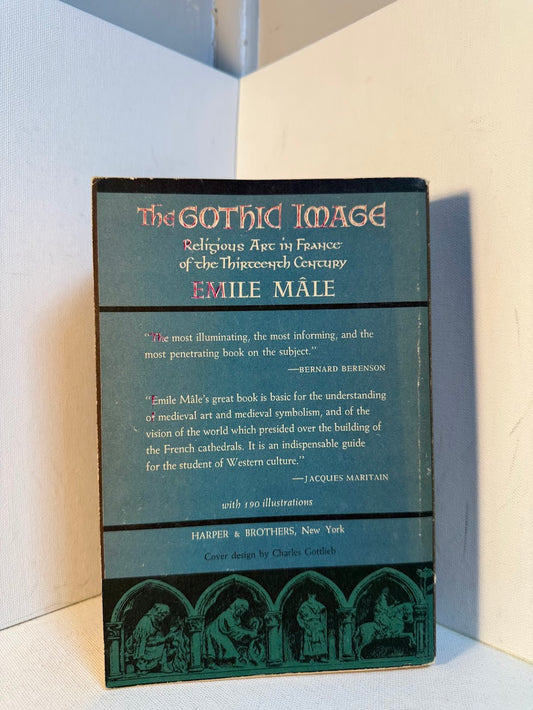 The GOTHIC IMAGE
Religious Art in France
of the Thirteenth Century
EMILE MÂLE
"The most illuminating, the most informing, and the
most penetrating book on the subject."
—BERNARD BERENSON
"Emile Mâle's great book is basic for the understanding
of medieval art and medieval symbolism, and of the
vision of the world which presided over the building of
the French cathedrals. It is an indispensable guide
for the student of Western culture."
—JACQUES MARITAIN
with 190 illustrations
HARPER & BROTHERS, New York
Cover design by Charles Gottlieb